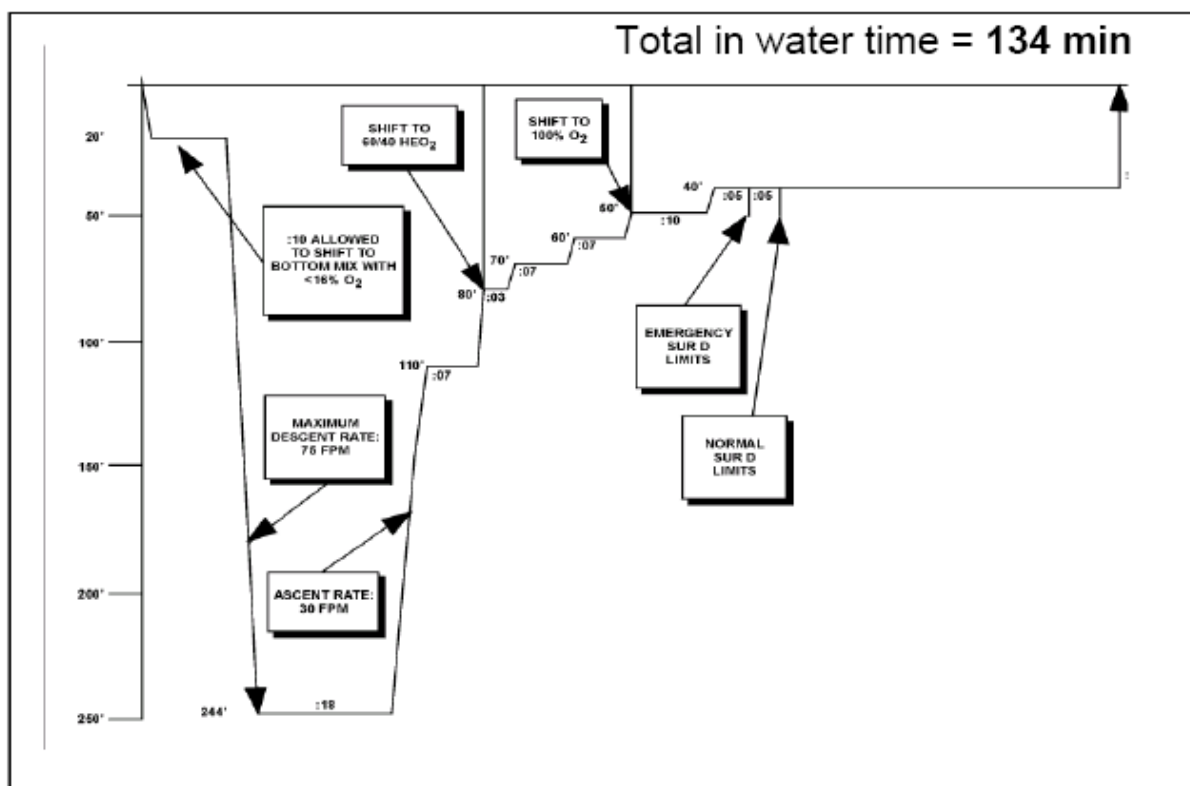 Total in water time = 134 min
20'
50'
100'
150'
200'
250'
SHIFT TO
60/40 HEO2
SHIFT TO
100% O2
:10 ALLOWED
TO SHIFT TO
BOTTOM MIX WITH
<16% O2
MAXIMUM
DESCENT RATE:
75 FPM
ASCENT RATE:
30 FPM
244'
:18
110'
:07
80'
:03
70'
:07
60'
:07
:10
40'
:05
:05
EMERGENCY
SUR D
LIMITS
NORMAL
SUR D
LIMITS